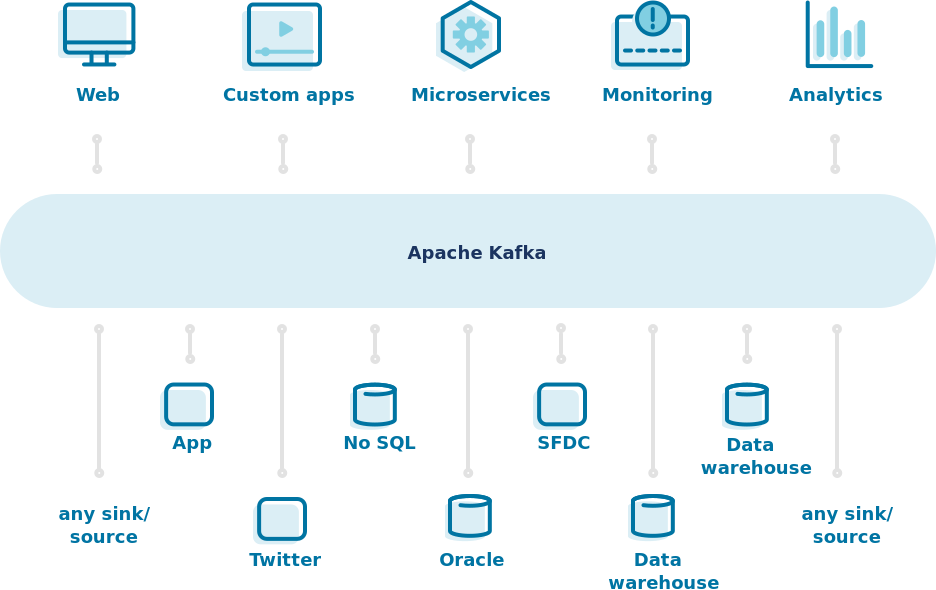 Web
Custom apps
Microservices
Monitoring
Analytics
Apache Kafka
App
No SQL
SFDC
Data
warehouse
any sink/
source
Twitter
Oracle
Data
warehouse
any sink/
source